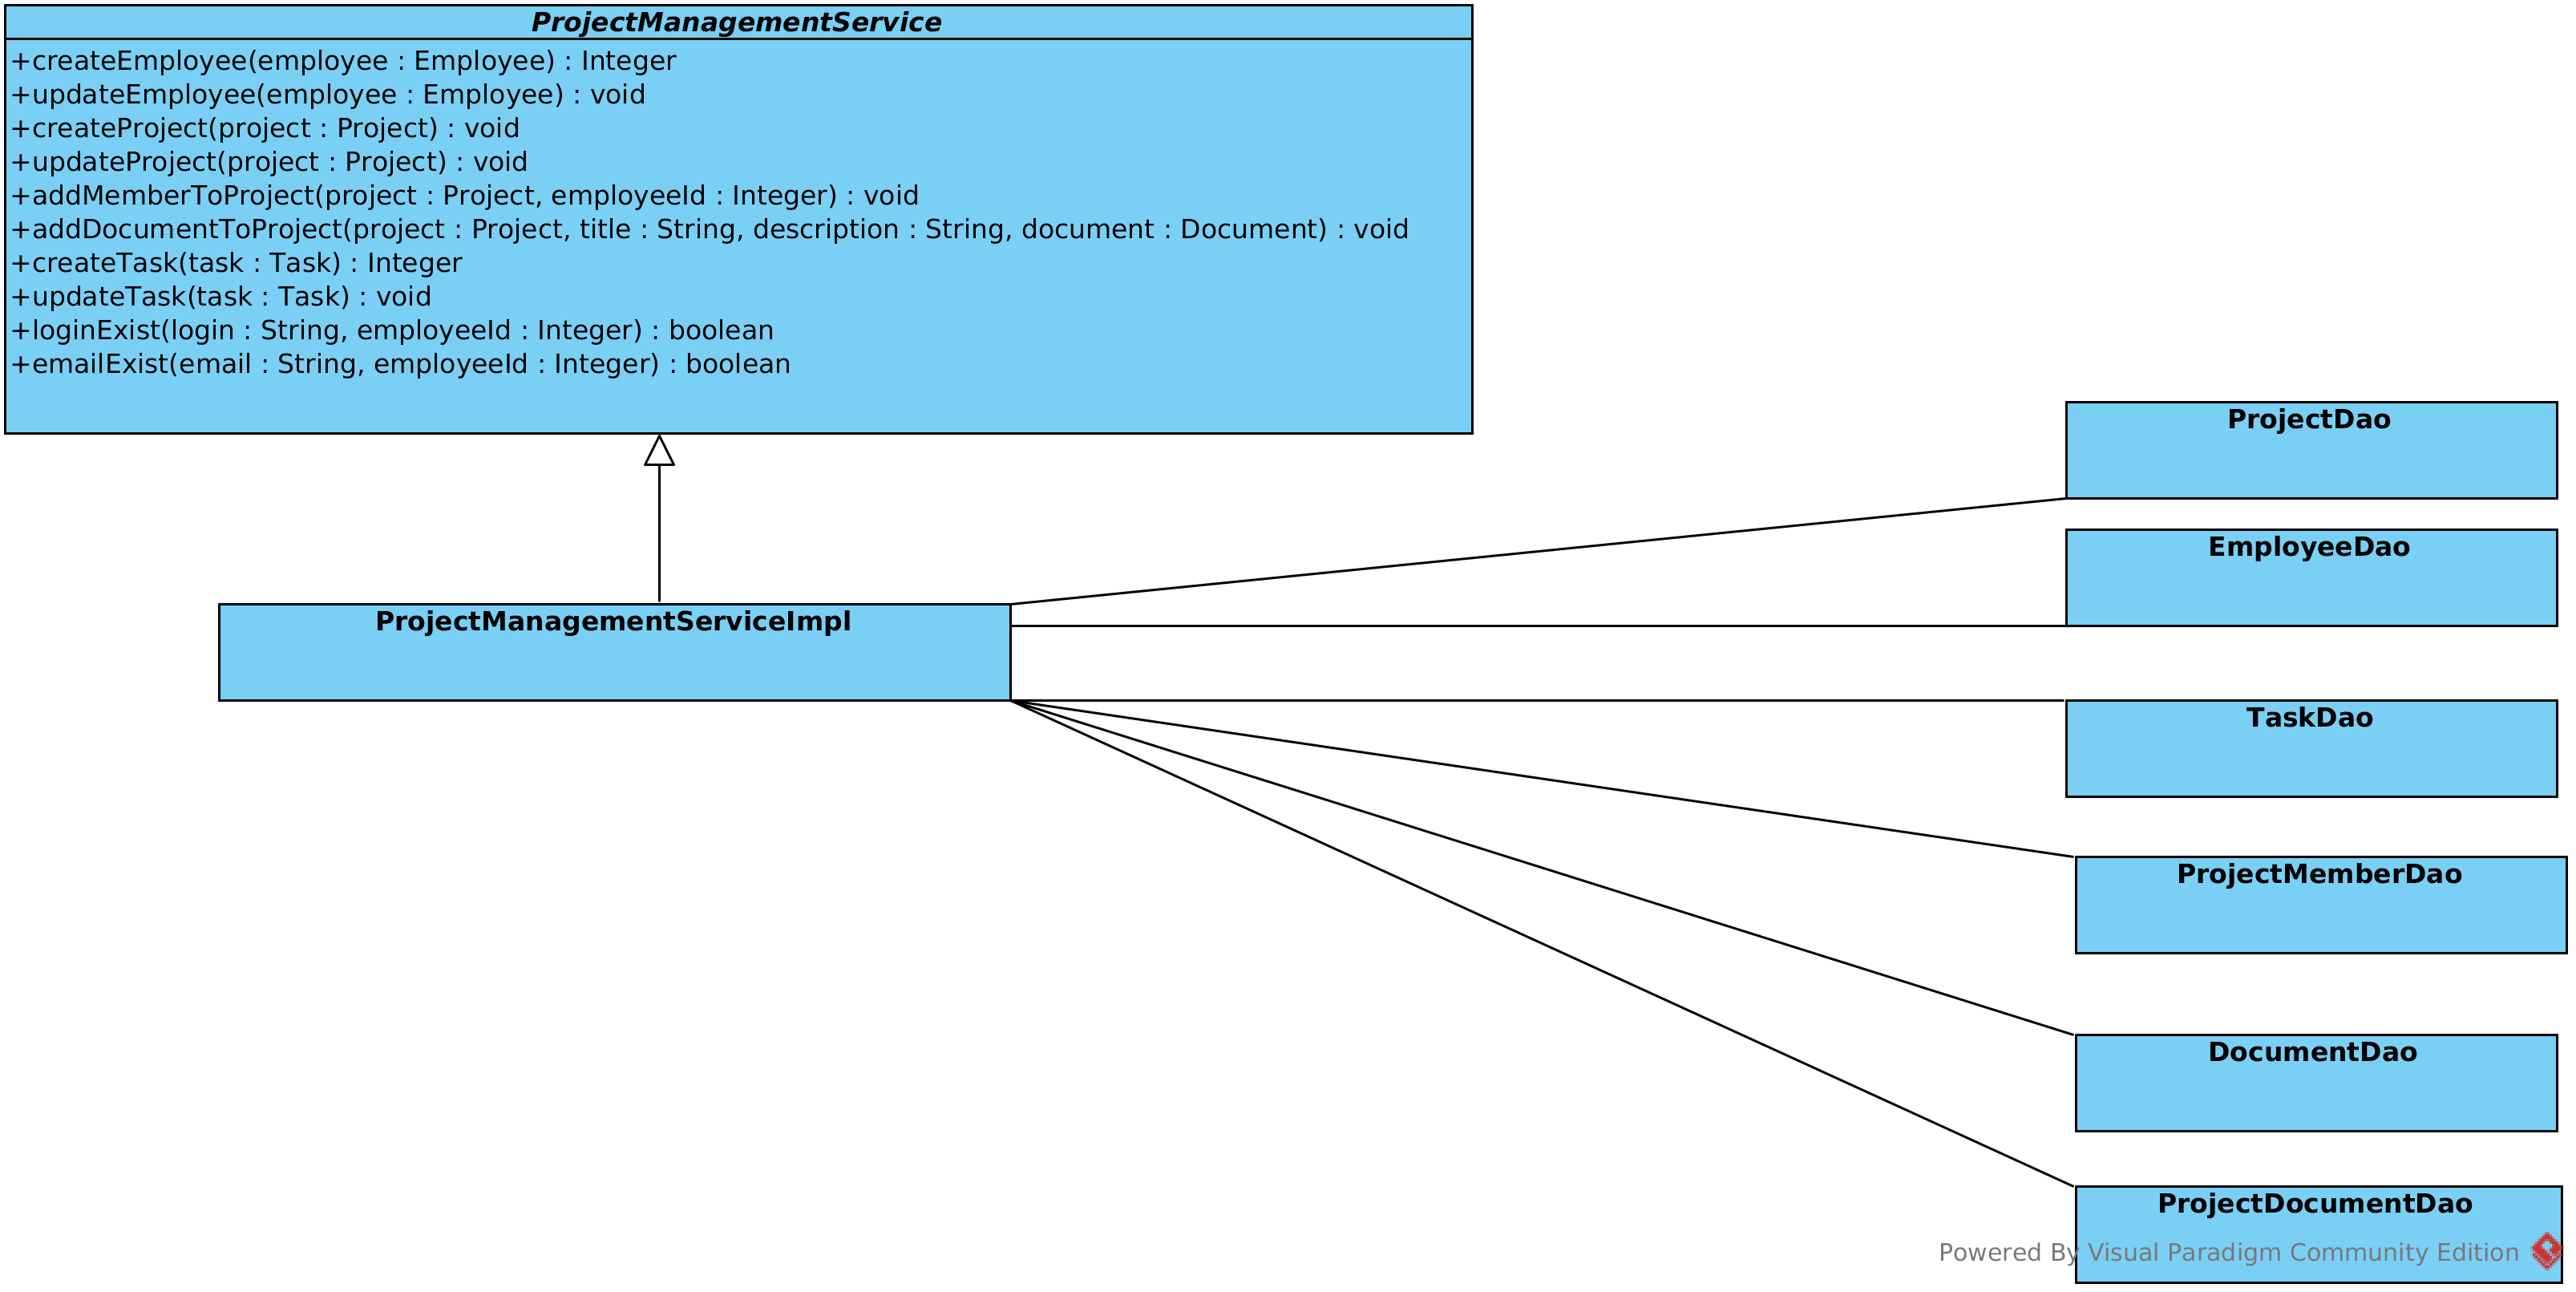 ProjectManagementService
+createEmployee(employee : Employee) : Integer
+updateEmployee(employee : Employee) : void
+createProject(project : Project) : void
+updateProject(project : Project) : void
+addMemberToProject(project : Project, employeeId : Integer) : void
+addDocumentToProject(project : Project, title : String, description : String, document : Document) : void
+createTask(task : Task) : Integer
+updateTask(task : Task) : void
+loginExist(login : String, employeeId : Integer) : boolean
+emailExist(email : String, employeeId : Integer) : boolean
ProjectManagementServiceImpl
ProjectDao
EmployeeDao
TaskDao
ProjectMemberDao
DocumentDao
ProjectDocumentDao
Powered By Visual Paradigm Community Edition